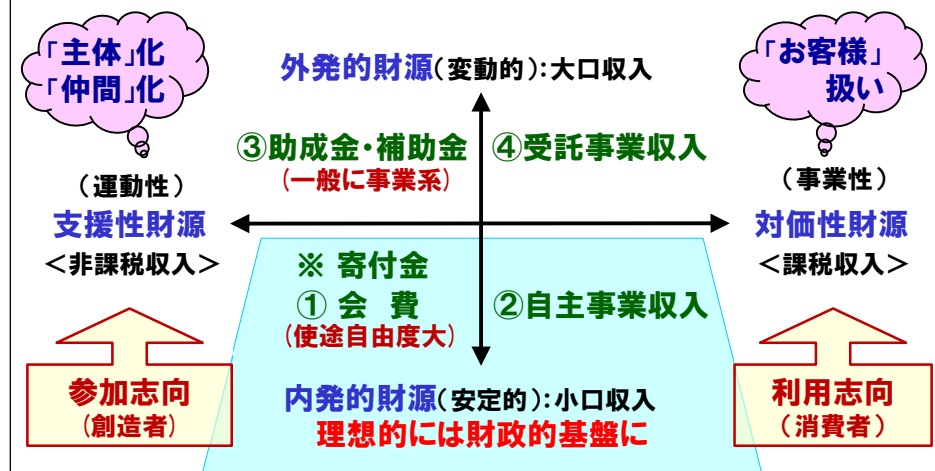 「主体」化
「仲間」化
外発的財源(変動的):大口収入
「お客様」
扱い
③助成金・補助金
(一般に事業系)
④受託事業収入
(運動性)
支援性財源
<非課税収入>
(事業性)
対価性財源
<課税収入>
※ 寄付金
① 会 費
(使途自由度大)
②自主事業収入
参加志向
(創造者)
内発的財源(安定的):小口収入
理想的には財政的基盤に
利用志向
(消費者)